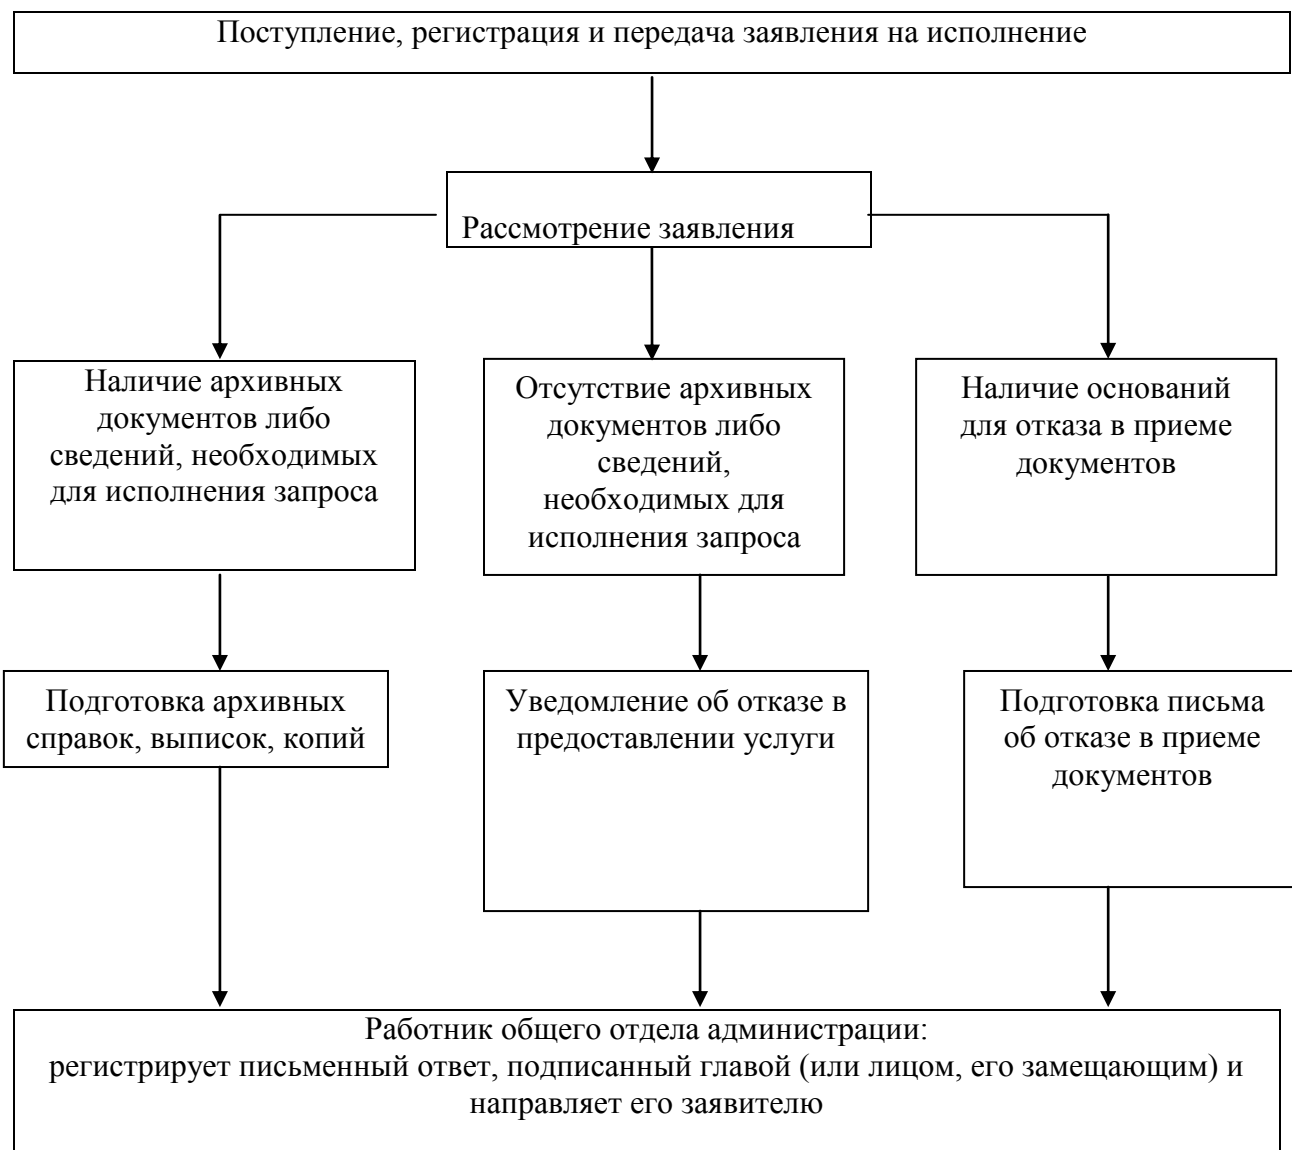 Поступление, регистрация и передача заявления на исполнение
Рассмотрение заявления
Наличие архивных
документов либо
сведений, необходимых
для исполнения запроса
Отсутствие архивных
документов либо
сведений,
необходимых для
исполнения запроса
Наличие оснований
для отказа в приеме
документов
Подготовка архивных
справок, выписок, копий
Уведомление об отказе в
предоставлении услуги
Подготовка письма
об отказе в приеме
документов
Работник общего отдела администрации:
регистрирует письменный ответ, подписанный главой (или лицом, его замещающим) и
направляет его заявителю